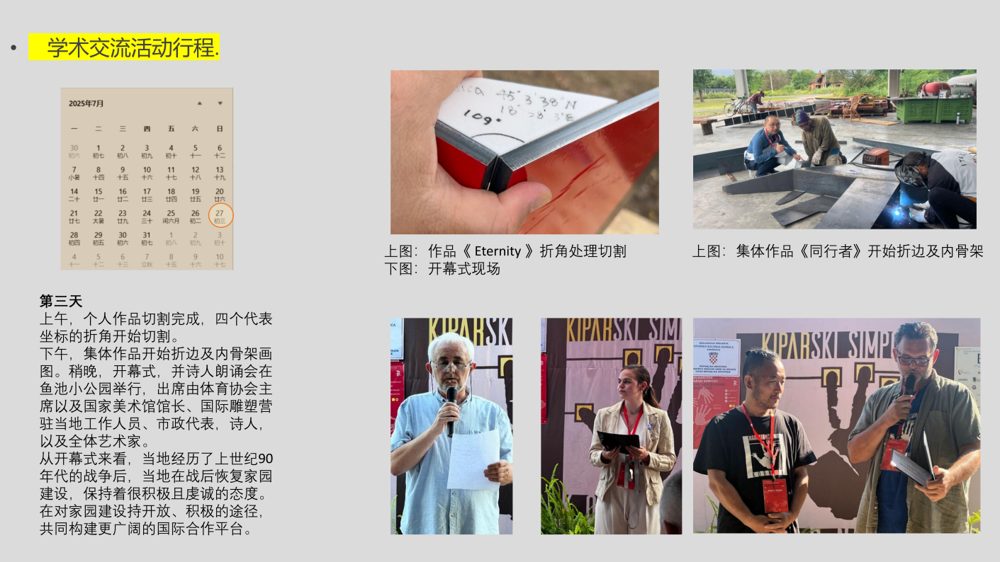 • 学术交流活动行程.
2025年7月
一 二 三 四 五 六 日
30 1 2 3 4 5 6
初六 初七 初八 初九 初十 十一 十二
7 8 9 10 11 12 13
小暑 十四 十五 十六 十七 十八 十九
14 15 16 17 18 19 20
二十 廿一 廿二 廿三 廿四 廿五 廿六
21 22 23 24 25 26 27
廿七 大暑 廿九 三十 闰六月 初二 初三
28 29 30 31 1 2 3
初四 初五 初六 初七 初八 初九 初十
4 5 6 7 8 9 10
十一 十二 十三 立秋 十五 十六 十七
第三天
上午，个人作品切割完成，四个代表
坐标的折角开始切割。
下午，集体作品开始折边及内骨架画
图。稍晚，开幕式，并诗人朗诵会在
鱼池小公园举行，出席由体育协会主
席以及国家美术馆馆长、国际雕塑营
驻当地工作人员、市政代表，诗人，
以及全体艺术家。
从开幕式来看，当地经历了上世纪90
年代的战争后，当地在战后恢复家园
建设，保持着很积极且虔诚的态度。
在对家园建设持开放、积极的途径，
共同构建更广阔的国际合作平台。
45° 3' 38" N
18° 28' 3"E
109°
上图：作品《 Eternity 》折角处理切割
下图：开幕式现场
上图：集体作品《同行者》开始折边及内骨架
KIPARSK
KIPARSKI SIM
KIPARSKI SIMP
KIPARSKA KOLONIJA
REPUBLIKA HRVATSKA